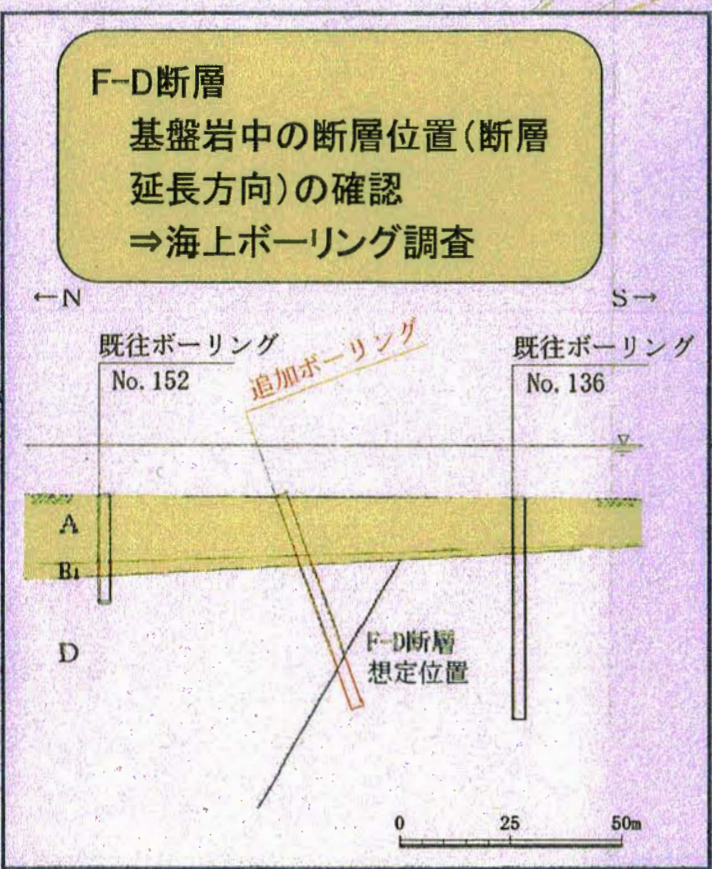 F-D断層
基盤岩中の断層位置(断層
延長方向)の確認
⇒海上ボーリング調査
←N
S→
既往ボーリング
No. 152
追加ボーリング
既往ボーリング
No. 136
A
B1
D
F-D断層
想定位置
0 25 50m